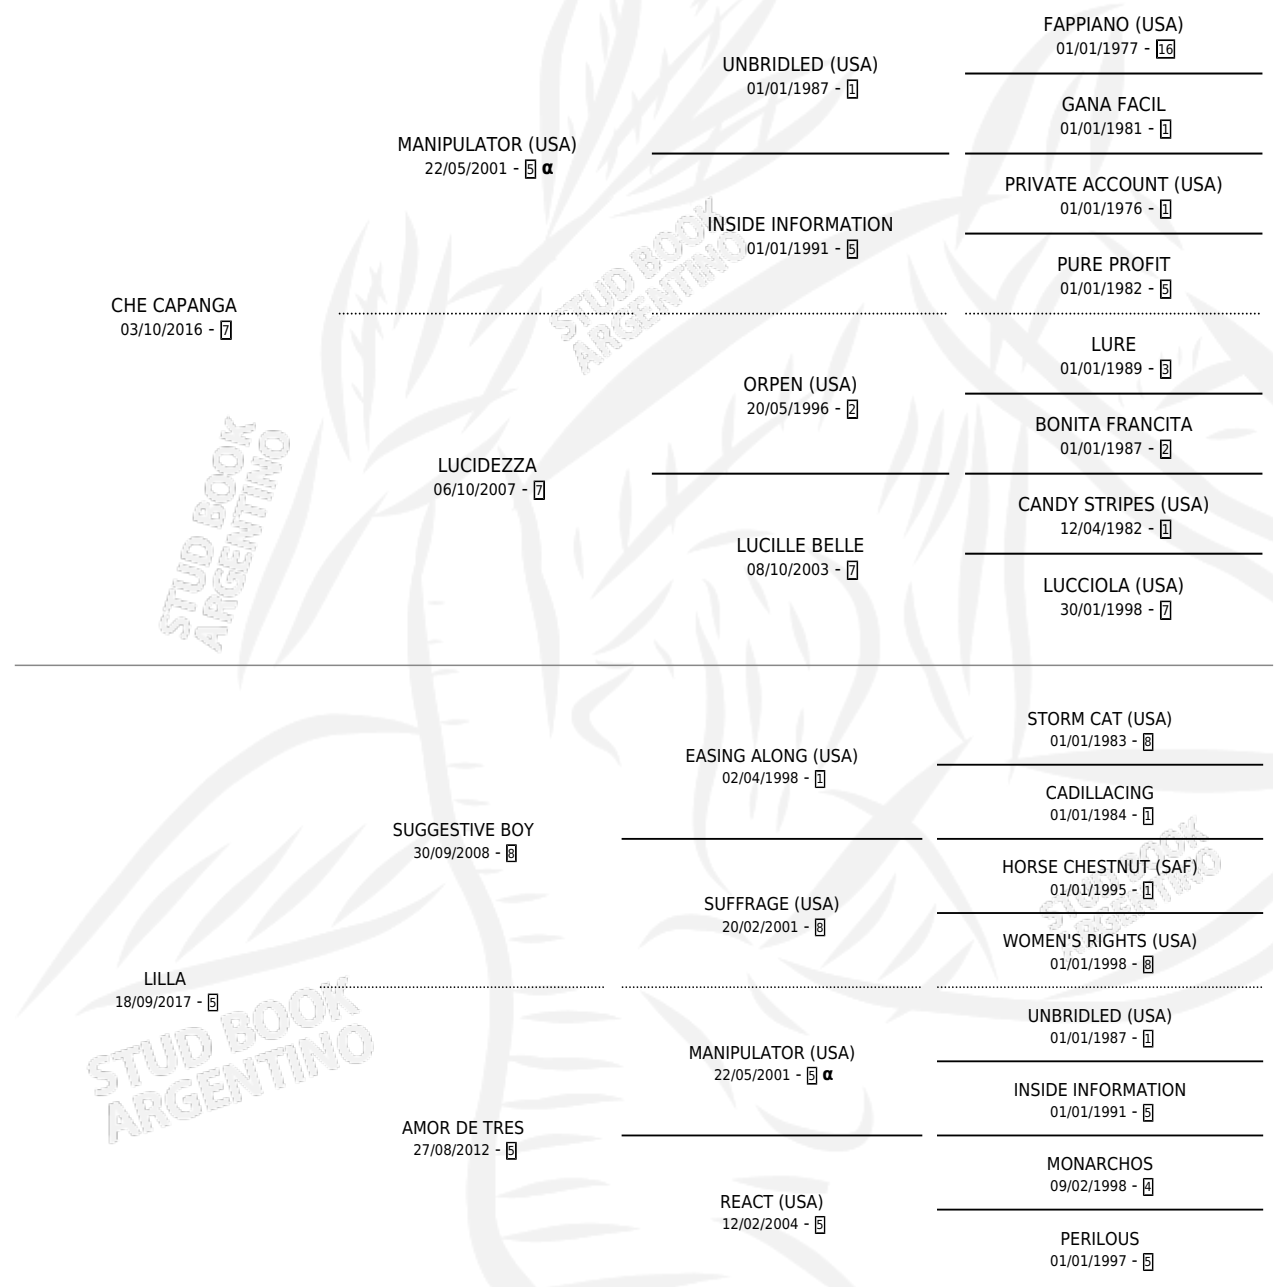 FAPPIANO (USA)
01/01/1977 - 16
UNBRIDLED (USA)
01/01/1987 - 1
GANA FACIL
01/01/1981 - 1
MANIPULATOR (USA)
22/05/2001 - 5 α
PRIVATE ACCOUNT (USA)
01/01/1976 - 1
INSIDE INFORMATION
01/01/1991 - 5
PURE PROFIT
01/01/1982 - 5
CHE CAPANGA
03/10/2016 - 7
LURE
01/01/1989 - 3
ORPEN (USA)
20/05/1996 - 2
BONITA FRANCITA
01/01/1987 - 2
LUCIDEZZA
06/10/2007 - 7
CANDY STRIPES (USA)
12/04/1982 - 1
LUCILLE BELLE
08/10/2003 - 7
LUCCIOLA (USA)
30/01/1998 - 7
STORM CAT (USA)
01/01/1983 - 8
EASING ALONG (USA)
02/04/1998 - 1
CADILLACING
01/01/1984 - 1
SUGGESTIVE BOY
30/09/2008 - 8
HORSE CHESTNUT (SAF)
01/01/1995 - 1
SUFFRAGE (USA)
20/02/2001 - 8
WOMEN'S RIGHTS (USA)
01/01/1998 - 8
LILLA
18/09/2017 - 5
UNBRIDLED (USA)
01/01/1987 - 1
MANIPULATOR (USA)
22/05/2001 - 5 α
INSIDE INFORMATION
01/01/1991 - 5
AMOR DE TRES
27/08/2012 - 5
MONARCHOS
09/02/1998 - 4
REACT (USA)
12/02/2004 - 5
PERILOUS
01/01/1997 - 5
STUD BOOK
ARGENTINO
STUD BOOK
ARGENTINO
STUD BOOK
ARGENTINO
STUD BOOK
ARGENTINO